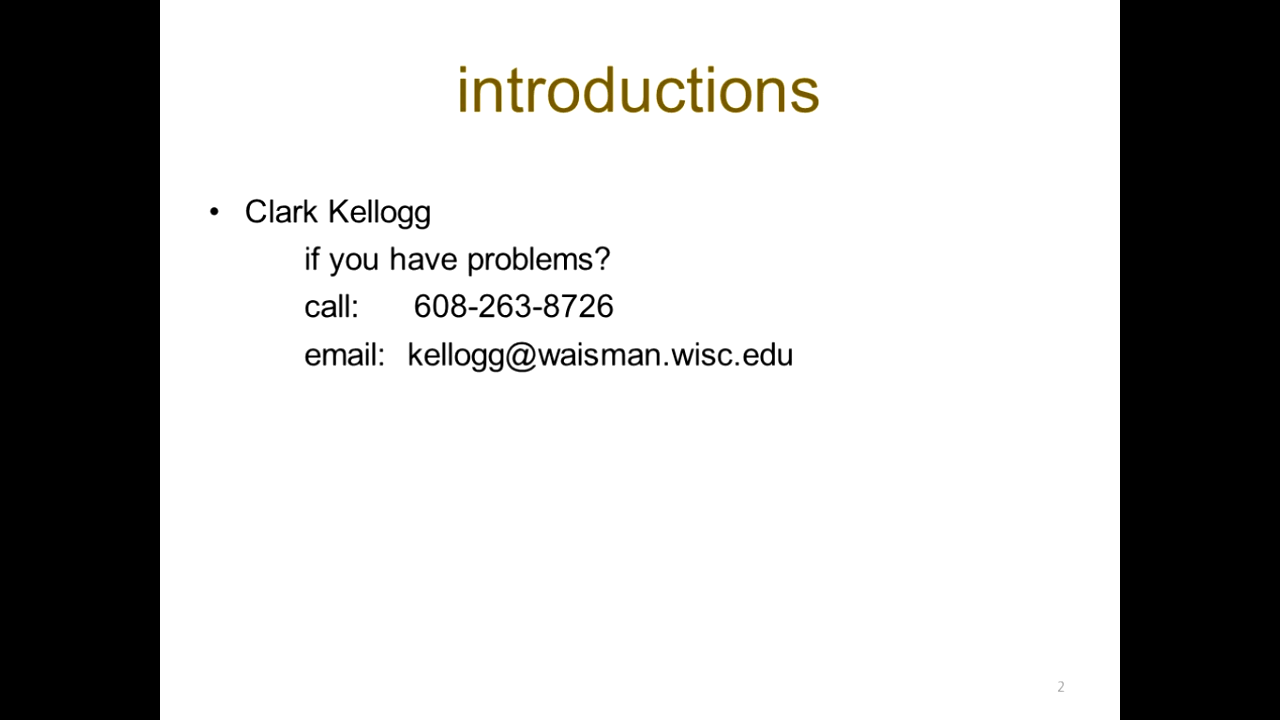 introductions
• Clark Kellogg
if you have problems?
call: 608-263-8726
email: kellogg@waisman.wisc.edu
2